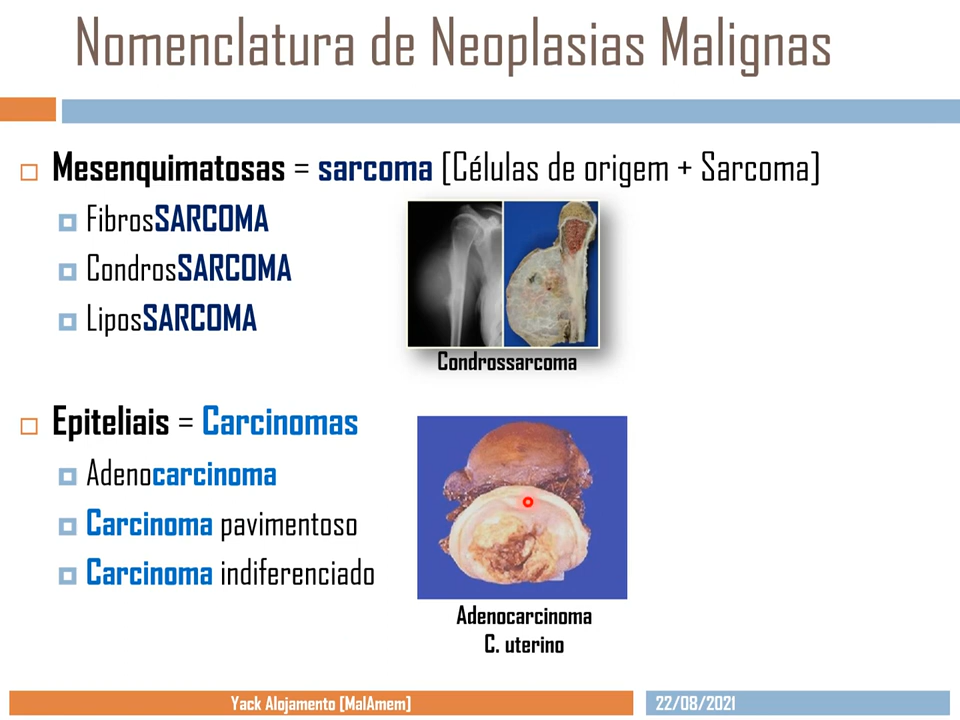 Nomenclatura de Neoplasias Malignas
Mesenquimatosas = sarcoma [Células de origem + Sarcoma]
FibrosSARCOMA
CondrosSARCOMA
LiposSARCOMA
Condrossarcoma
Epiteliais = Carcinomas
Adenocarcinoma
Carcinoma pavimentoso
Carcinoma indiferenciado
Adenocarcinoma
C. uterino
Yack Alojamento [MalAmem]
22/08/2021